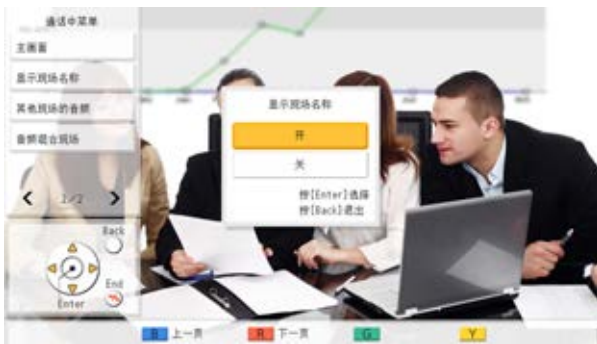 通话中菜单
主画面
显示现场名称
其他现场的音频
音频混合现场
2/2
Back
End
Enter
显示现场名称
开
关
按[Enter]选择
按[Back]退出
B 上一页
R 下一页
G
Y